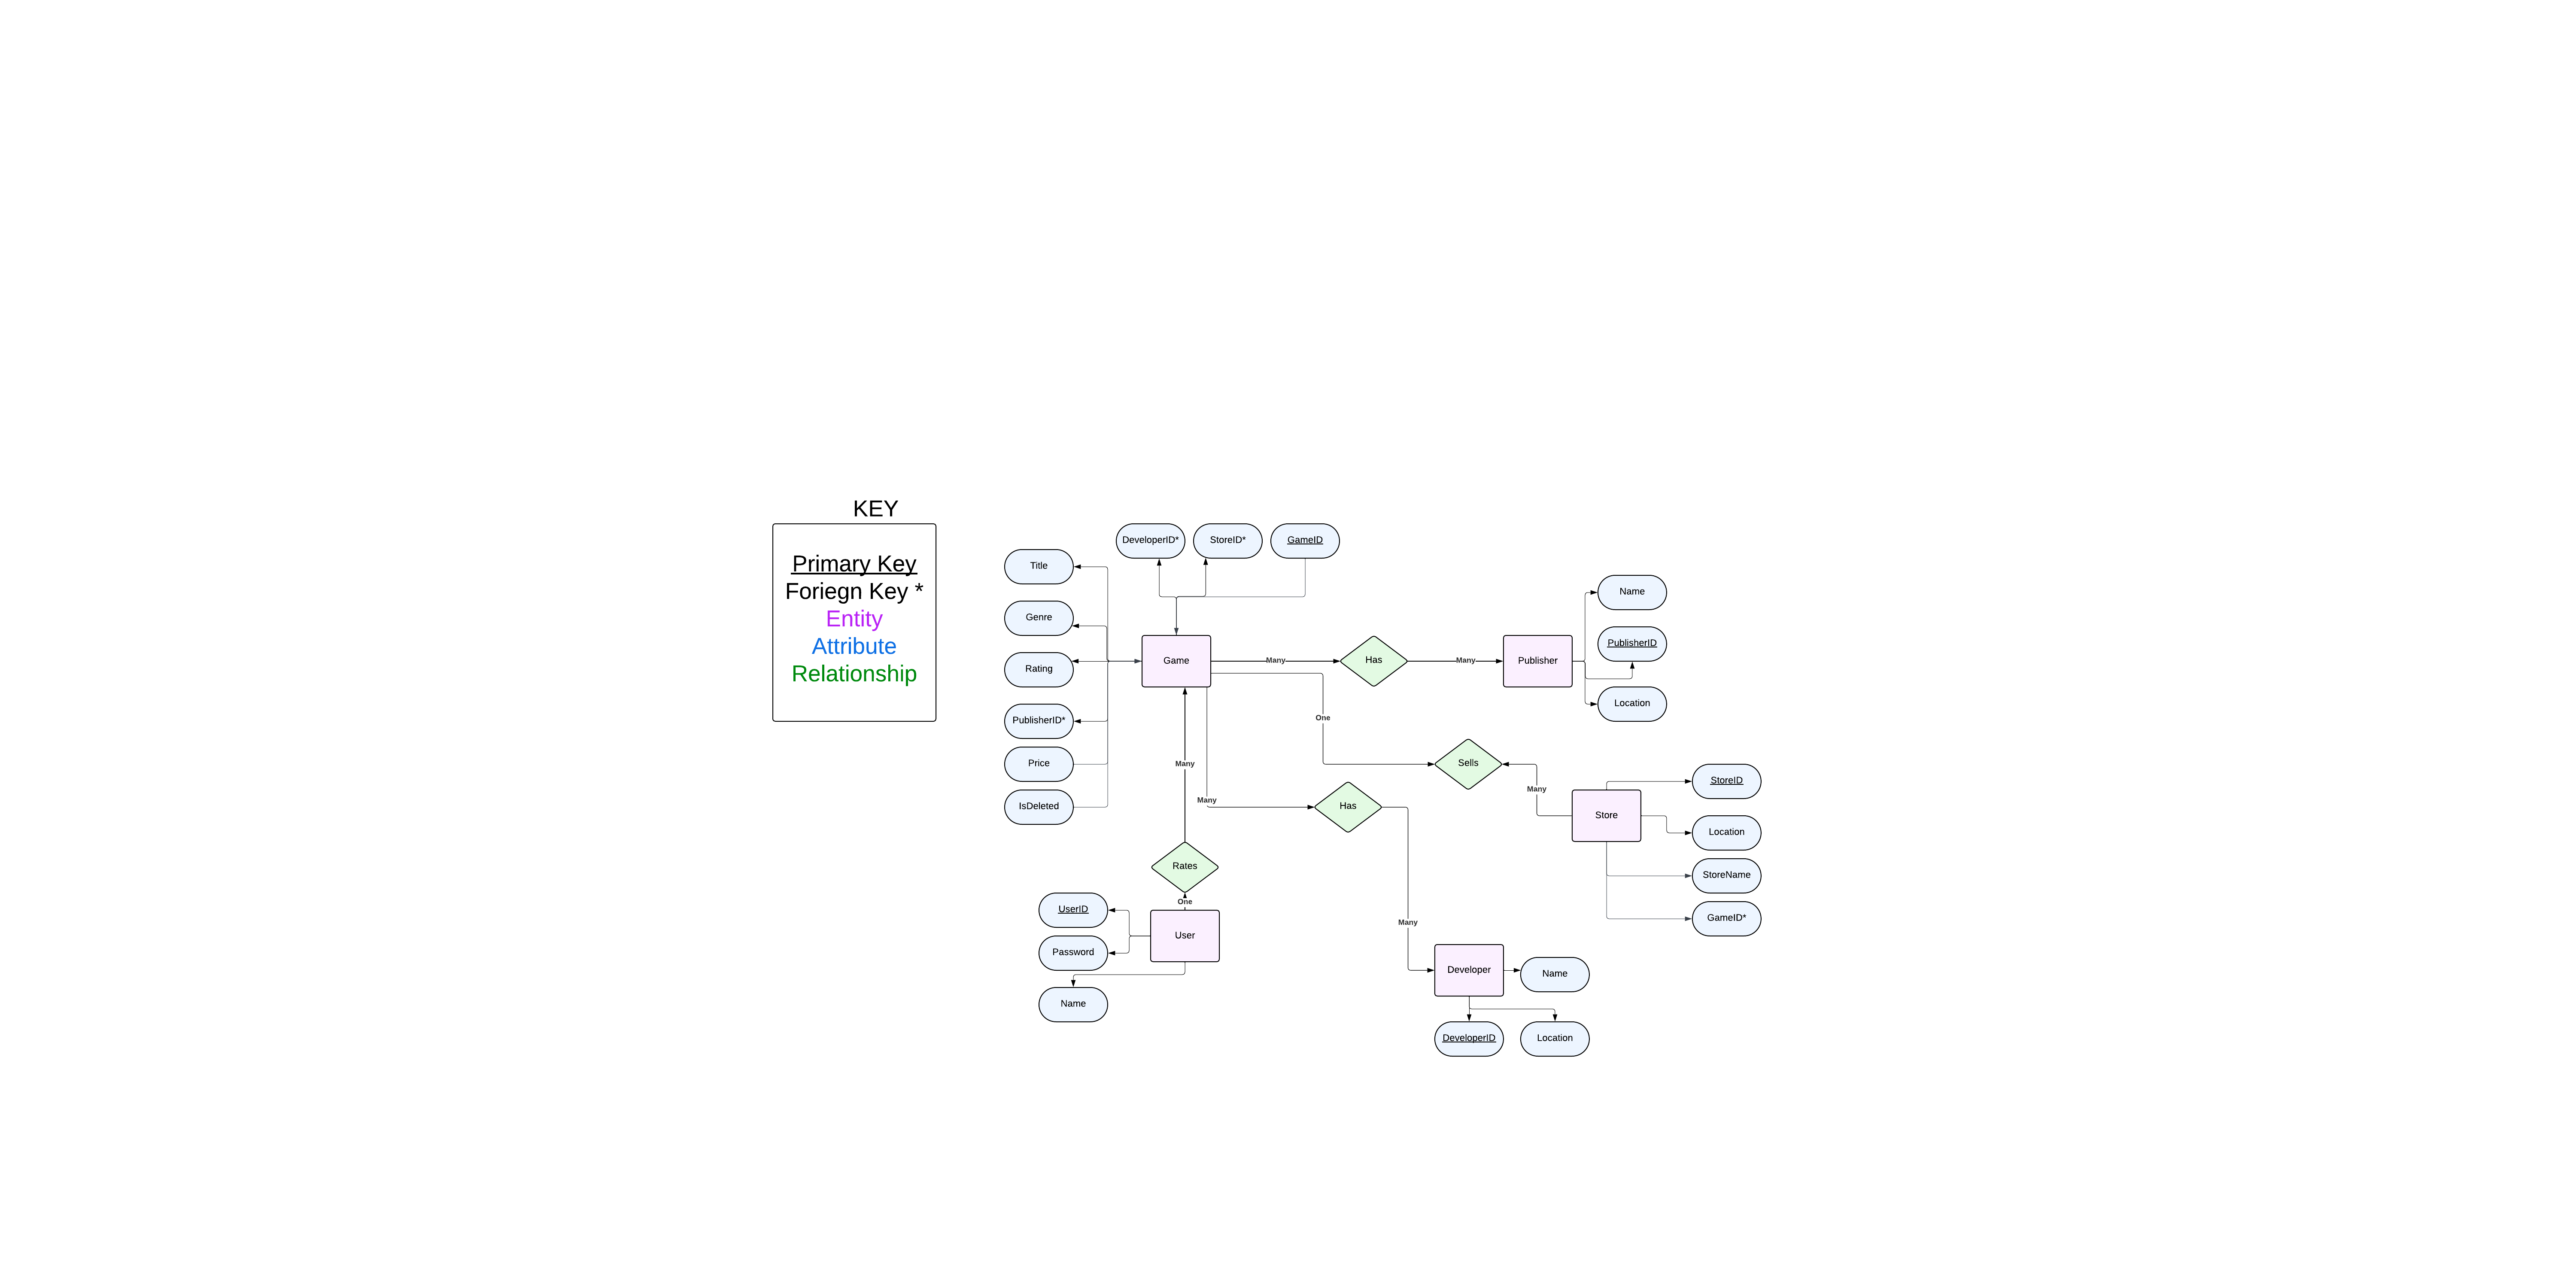 KEY
Primary Key
Foriegn Key *
Entity
Attribute
Relationship
DeveloperID*
StoreID*
GameID
Title
Genre
Rating
PublisherID*
Price
IsDeleted
Game
Many
Has
Many
Publisher
Name
PublisherID
Location
One
Sells
Many
Store
StoreID
Location
StoreName
GameID*
Many
Many
Has
Many
Rates
One
User
UserID
Password
Name
Developer
Name
DeveloperID
Location